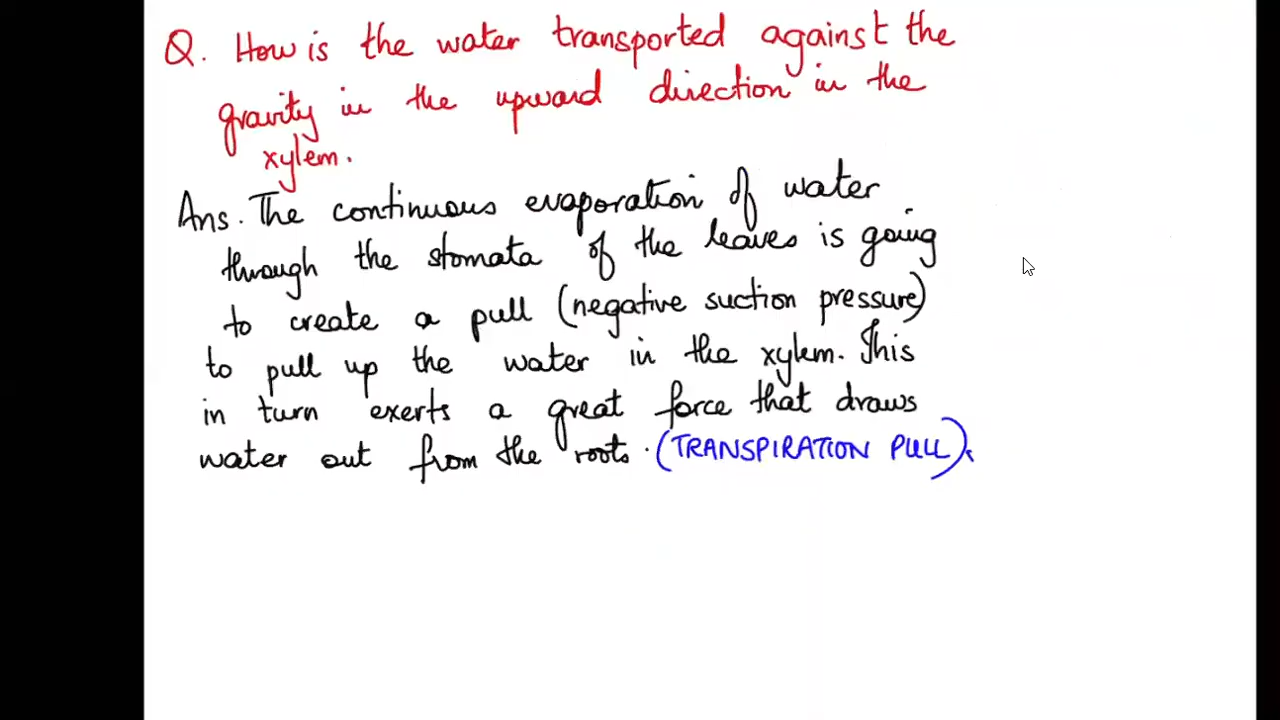 Q. How is the water transported against the
gravity in the upward direction in the
xylem.
Ans. The continuous evaporation of water
through the stomata of the leaves is going
to create a pull (negative suction pressure)
to pull up the water in the xylem. This
in turn exerts a great force that draws
water out from the roots. (TRANSPIRATION PULL).